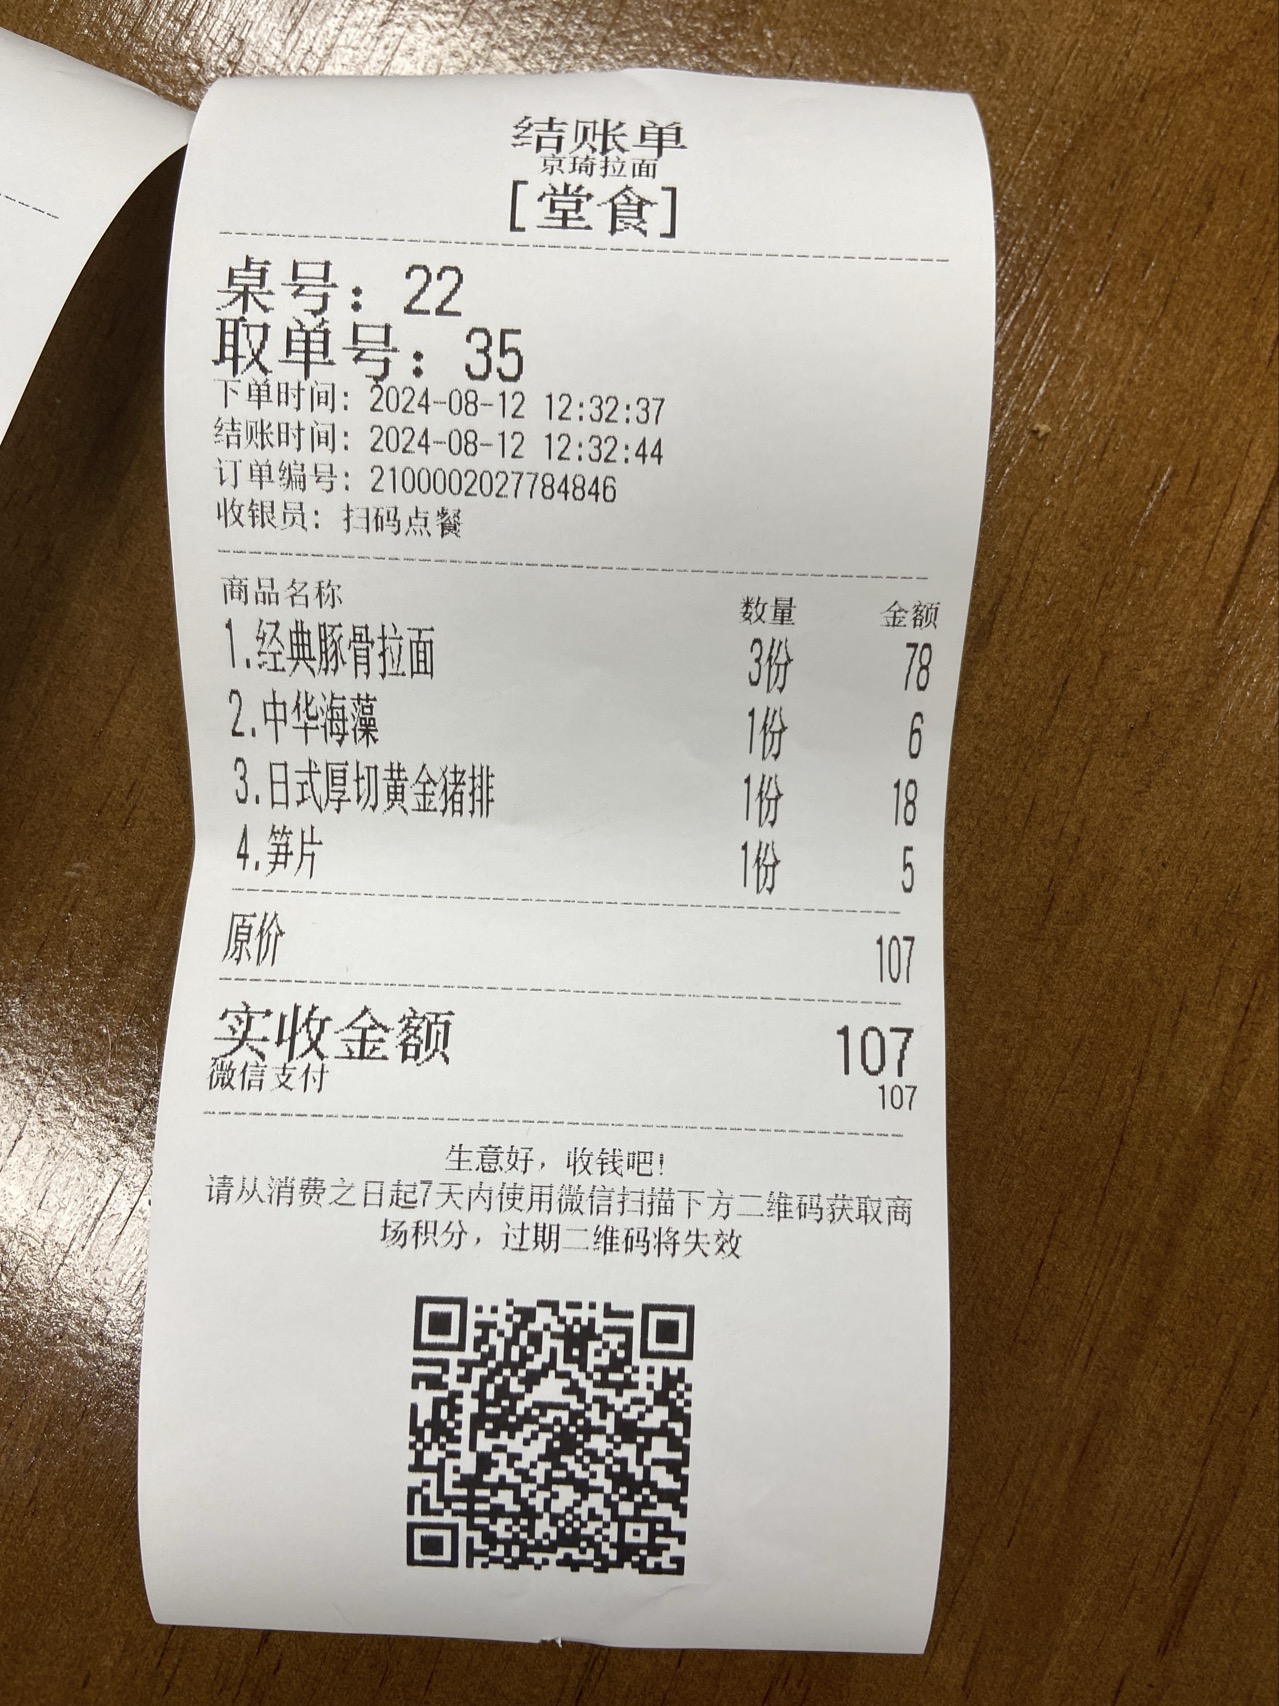 结账单
京琦拉面
[堂食]
桌号：22
取单号：35
下单时间：2024-08-12 12:32:37
结账时间：2024-08-12 12:32:44
订单编号：2100002027784846
收银员：扫码点餐
商品名称 数量 金额
1.经典豚骨拉面 3份 78
2.中华海藻 1份 6
3.日式厚切黄金猪排 1份 18
4.笋片 1份 5
原价 107
实收金额 107
微信支付 107
生意好，收钱吧！
请从消费之日起7天内使用微信扫描下方二维码获取商
场积分，过期二维码将失效